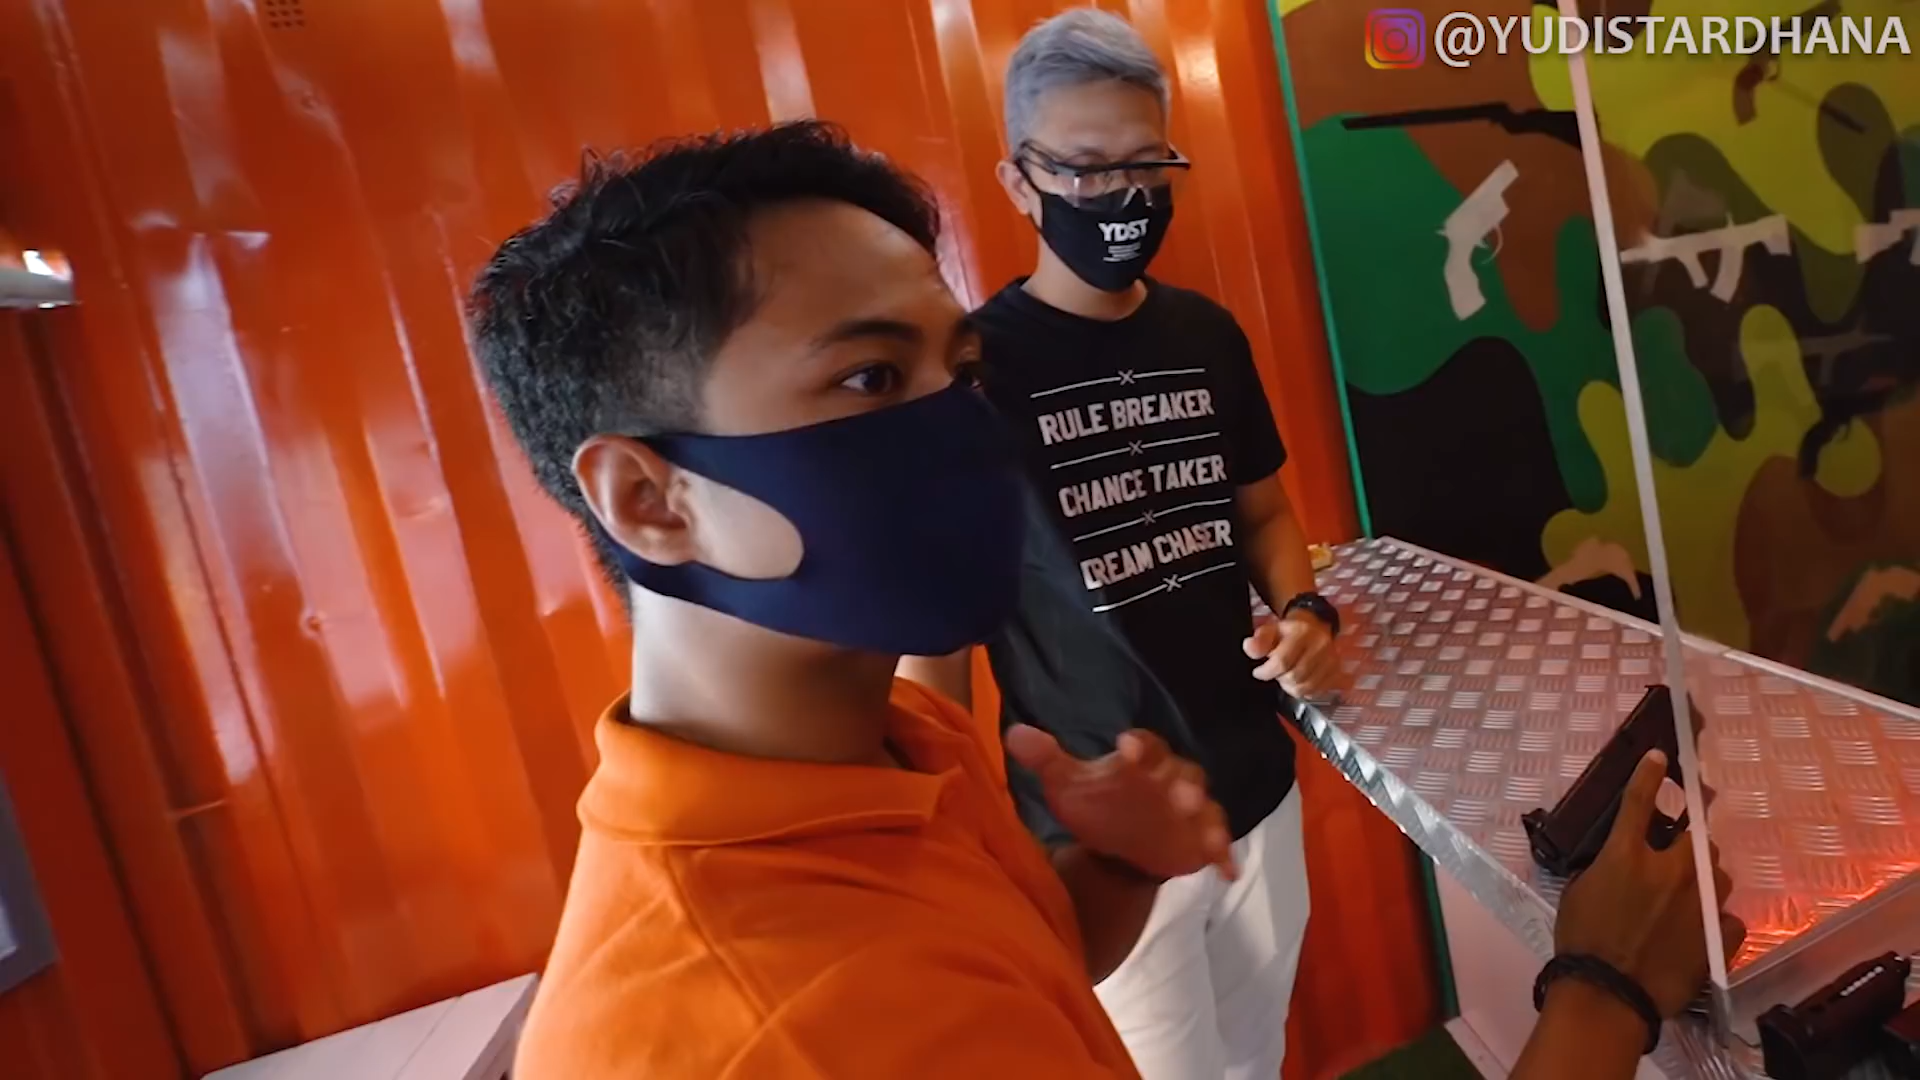 @YUDISTARDHANA
YDST
RULE BREAKER
CHANCE TAKER
DREAM CHASER